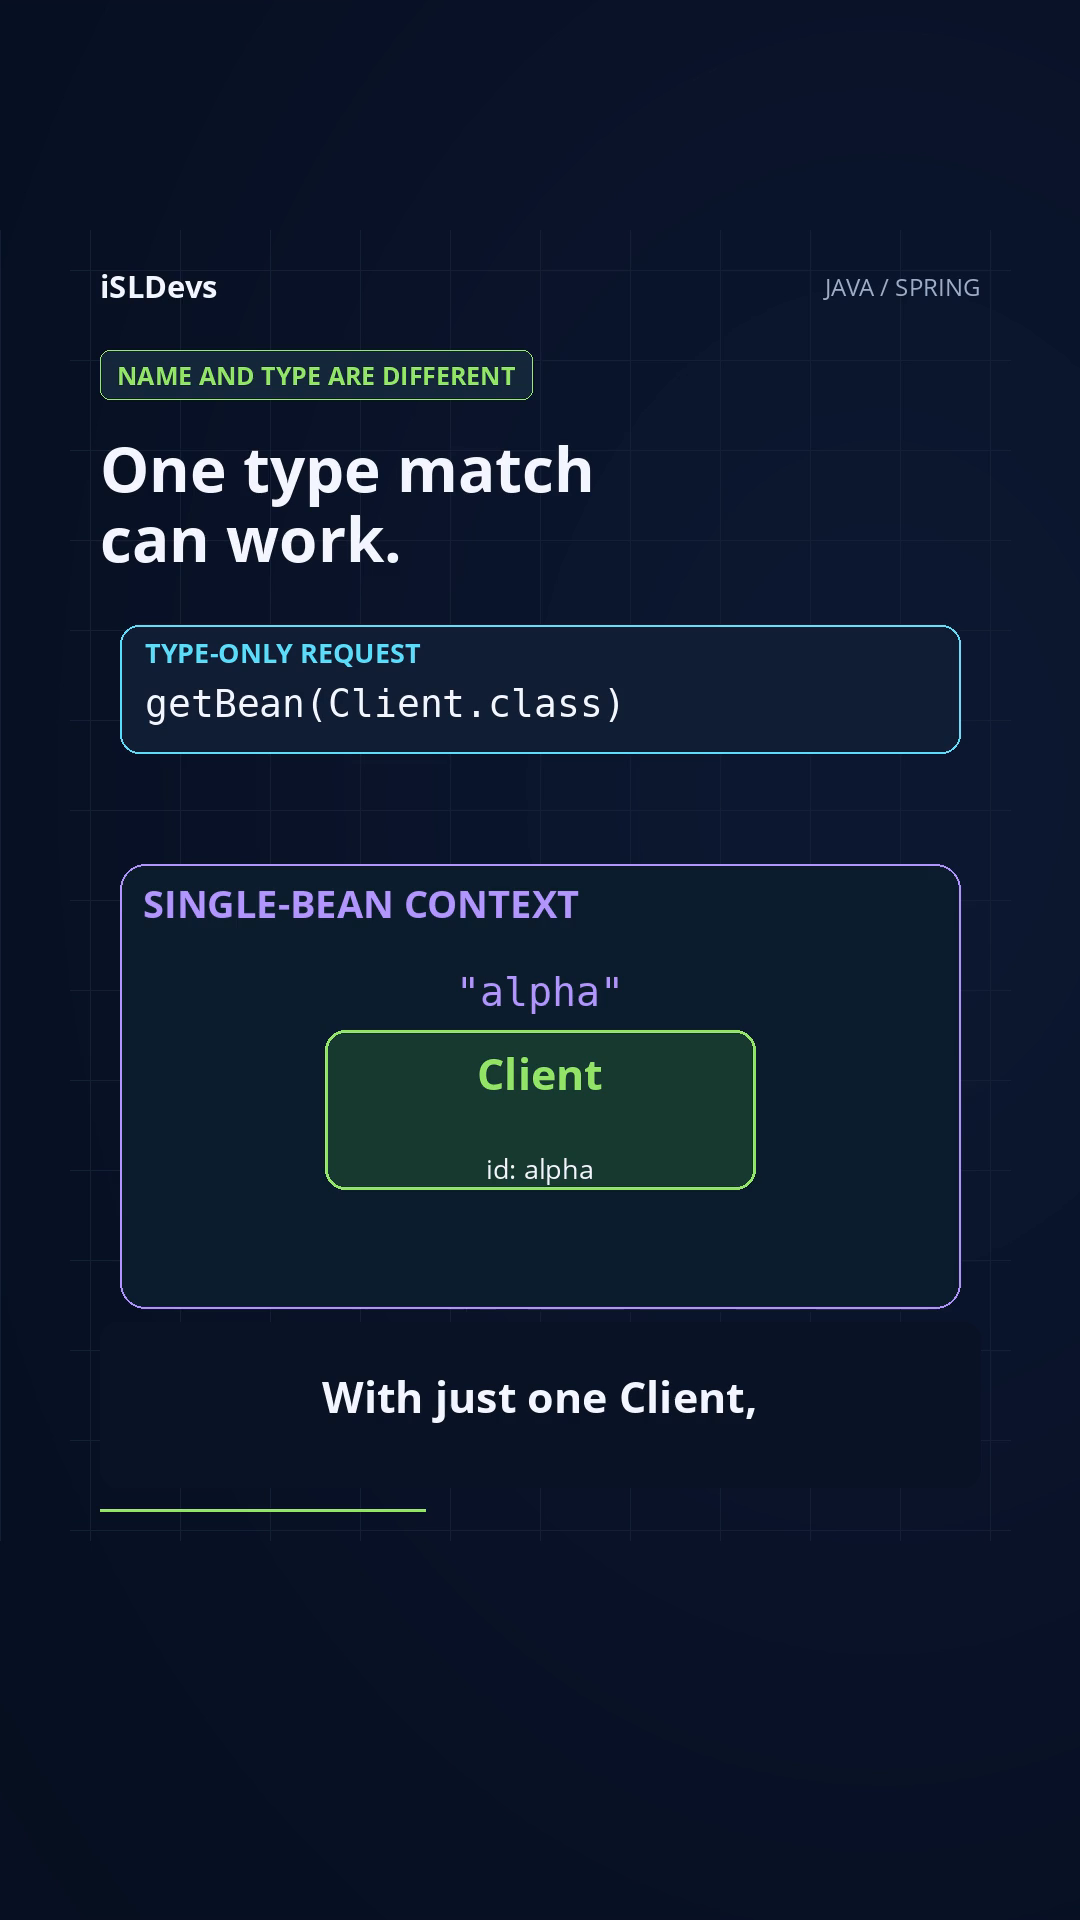 iSLDevs
JAVA / SPRING
NAME AND TYPE ARE DIFFERENT
One type match
can work.
TYPE-ONLY REQUEST
getBean(Client.class)
SINGLE-BEAN CONTEXT
"alpha"
Client
id: alpha
With just one Client,